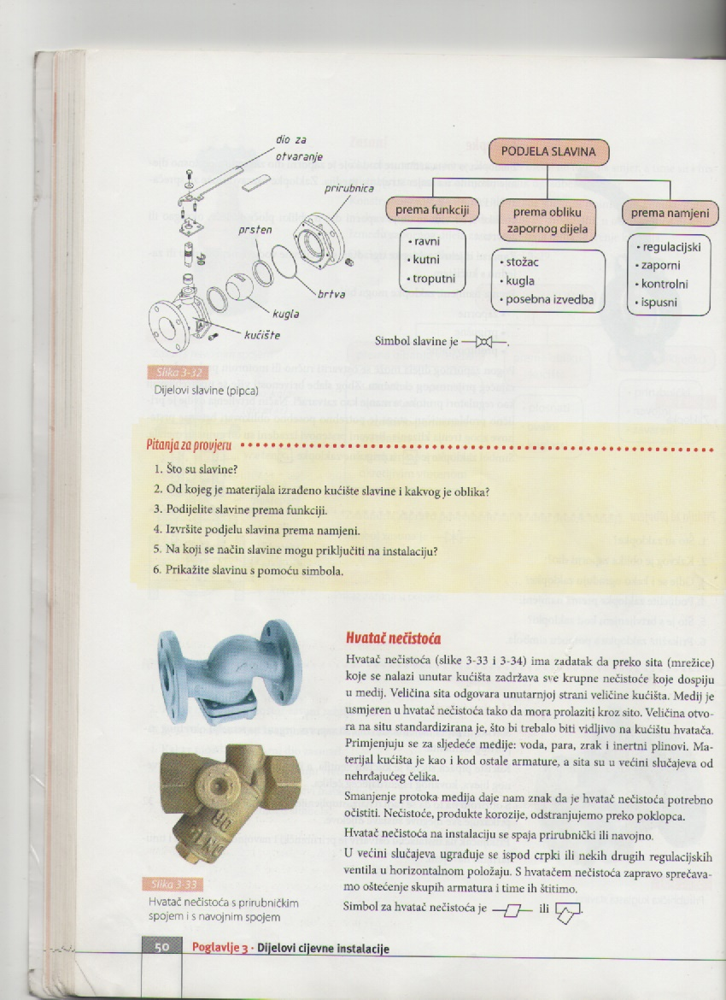 dio za
otvaranje
prirubnica
prsten
brtva
kugla
kućište
Slika 3-32
Dijelovi slavine (pipca)
PODJELA SLAVINA
prema funkciji
• ravni
• kutni
• troputni
prema obliku
zapornog dijela
• stožac
• kugla
• posebna izvedba
prema namjeni
• regulacijski
• zaporni
• kontrolni
• ispusni
Simbol slavine je
Pitanja za provjeru
1. Što su slavine?
2. Od kojeg je materijala izrađeno kućište slavine i kakvog je oblika?
3. Podijelite slavine prema funkciji.
4. Izvršite podjelu slavina prema namjeni.
5. Na koji se način slavine mogu priključiti na instalaciju?
6. Prikažite slavinu s pomoću simbola.
Hvatač nečistoća
Hvatač nečistoća (slike 3-33 i 3-34) ima zadatak da preko sita (mrežice)
koje se nalazi unutar kućišta zadržava sve krupne nečistoće koje dospiju
u medij. Veličina sita odgovara unutarnjoj strani veličine kućišta. Medij je
usmjeren u hvatač nečistoća tako da mora prolaziti kroz sito. Veličina otvo-
ra na situ standardizirana je, što bi trebalo biti vidljivo na kućištu hvatača.
Primjenjuju se za sljedeće medije: voda, para, zrak i inertni plinovi. Ma-
terijal kućišta je kao i kod ostale armature, a sita su u većini slučajeva od
nehrđajućeg čelika.
Smanjenje protoka medija daje nam znak da je hvatač nečistoća potrebno
očistiti. Nečistoće, produkte korozije, odstranjujemo preko poklopca.
Hvatač nečistoća na instalaciju se spaja prirubnički ili navojno.
U većini slučajeva ugrađuje se ispod crpki ili nekih drugih regulacijskih
ventila u horizontalnom položaju. S hvatačem nečistoća zapravo sprečava-
mo oštećenje skupih armatura i time ih štitimo.
Simbol za hvatač nečistoća je ili .
Slika 3-33
Hvatač nečistoća s prirubničkim
spojem i s navojnim spojem
50 Poglavlje 3 · Dijelovi cijevne instalacije